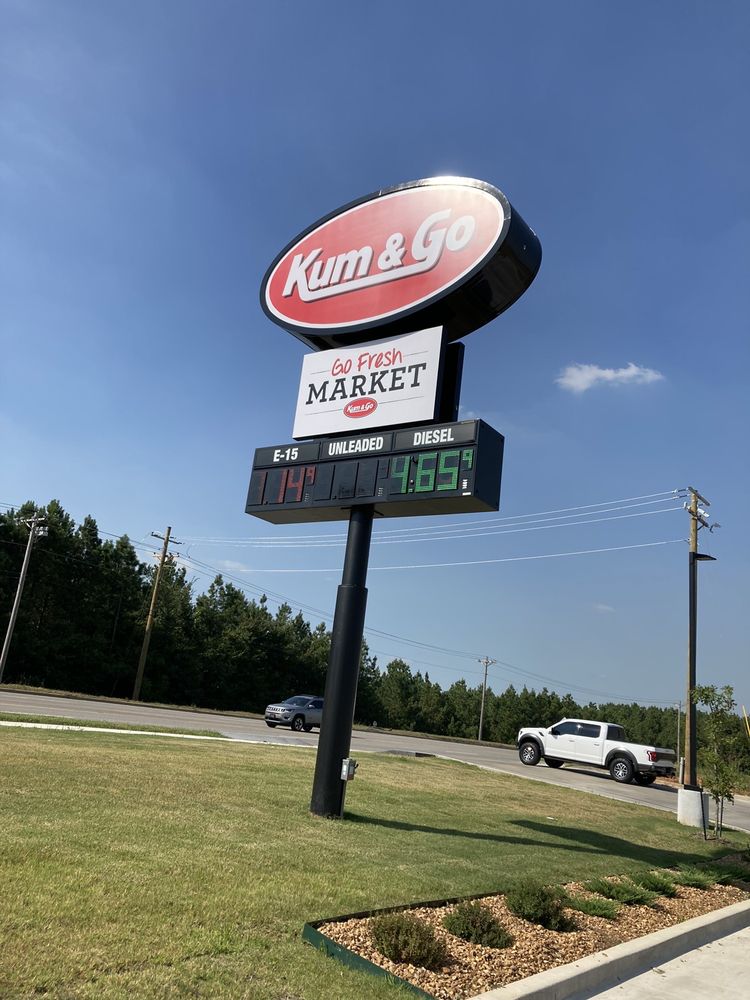 Kum & Go
Go Fresh
MARKET
Kum & Go
E-15 UNLEADED DIESEL
4.65 9